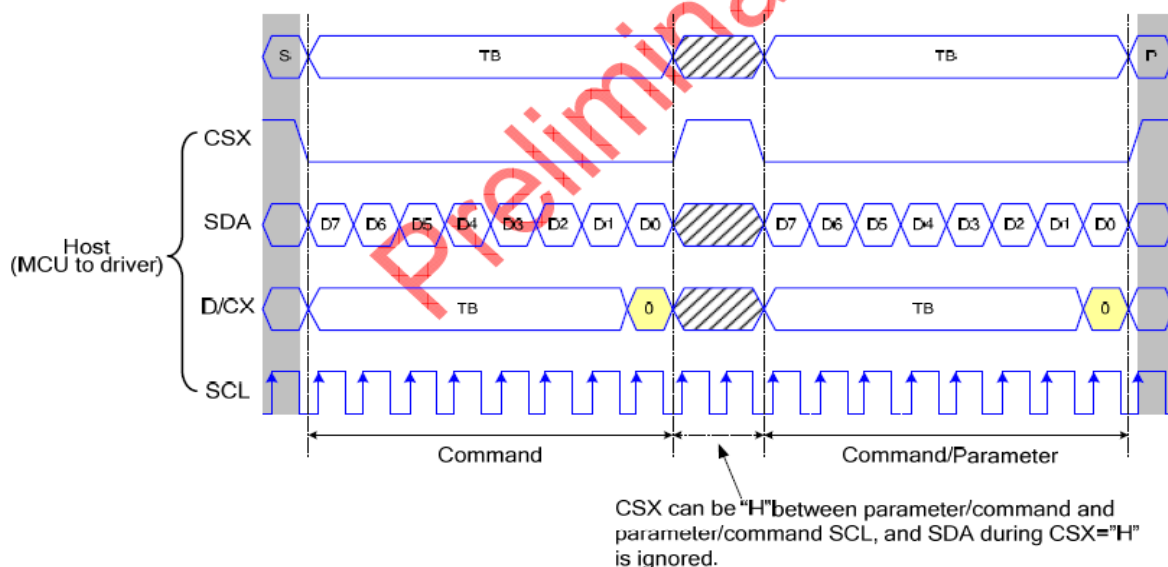 Prelimina
S TB TB P
CSX
SDA D7 D6 D5 D4 D3 D2 D1 D0 D7 D6 D5 D4 D3 D2 D1 D0
Host
(MCU to driver)
D/CX TB 0 TB 0
SCL
Command Command/Parameter
CSX can be “H”between parameter/command and
parameter/command SCL, and SDA during CSX=”H”
is ignored.